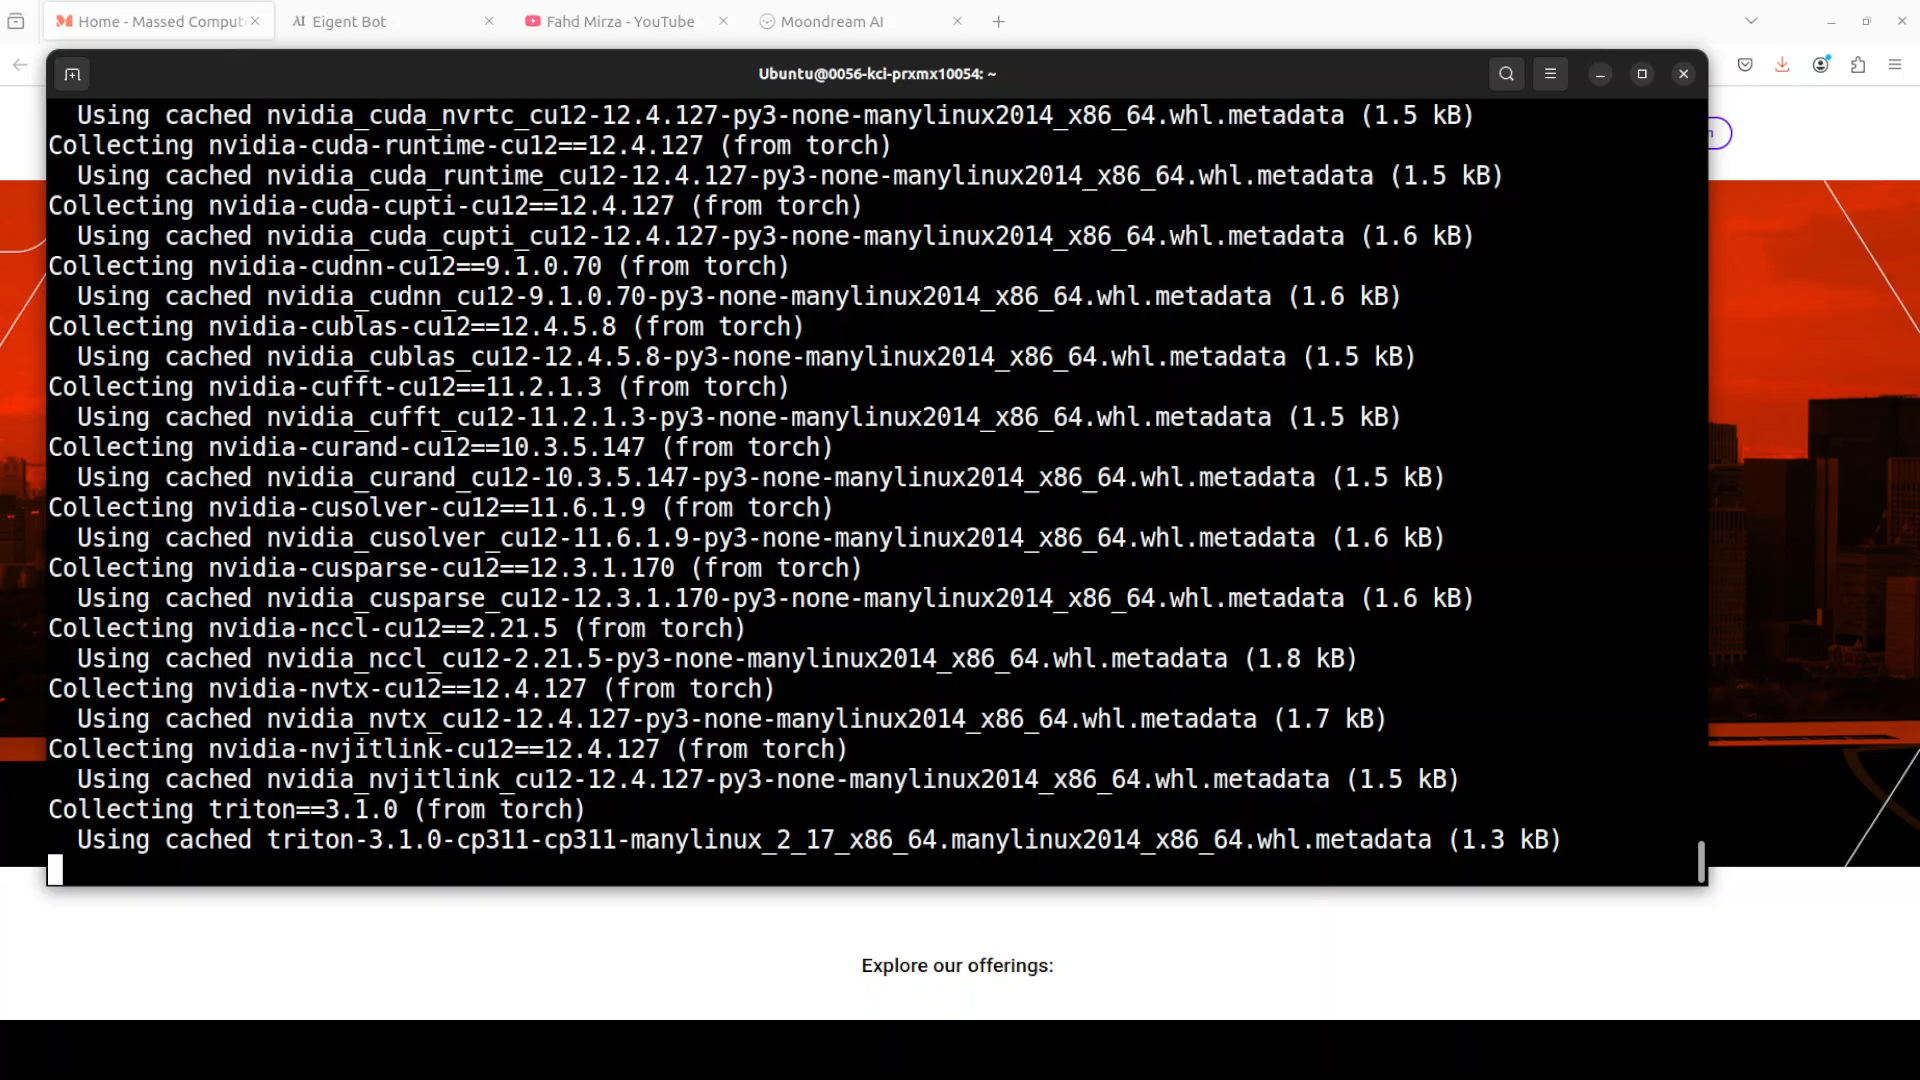 Home - Massed Comput
Eigent Bot
Fahd Mirza - YouTube
Moondream AI
Ubuntu@0056-kci-prxmx10054: ~
Using cached nvidia_cuda_nvrtc_cu12-12.4.127-py3-none-manylinux2014_x86_64.whl.metadata (1.5 kB)
Collecting nvidia-cuda-runtime-cu12==12.4.127 (from torch)
Using cached nvidia_cuda_runtime_cu12-12.4.127-py3-none-manylinux2014_x86_64.whl.metadata (1.5 kB)
Collecting nvidia-cuda-cupti-cu12==12.4.127 (from torch)
Using cached nvidia_cuda_cupti_cu12-12.4.127-py3-none-manylinux2014_x86_64.whl.metadata (1.6 kB)
Collecting nvidia-cudnn-cu12==9.1.0.70 (from torch)
Using cached nvidia_cudnn_cu12-9.1.0.70-py3-none-manylinux2014_x86_64.whl.metadata (1.6 kB)
Collecting nvidia-cublas-cu12==12.4.5.8 (from torch)
Using cached nvidia_cublas_cu12-12.4.5.8-py3-none-manylinux2014_x86_64.whl.metadata (1.5 kB)
Collecting nvidia-cufft-cu12==11.2.1.3 (from torch)
Using cached nvidia_cufft_cu12-11.2.1.3-py3-none-manylinux2014_x86_64.whl.metadata (1.5 kB)
Collecting nvidia-curand-cu12==10.3.5.147 (from torch)
Using cached nvidia_curand_cu12-10.3.5.147-py3-none-manylinux2014_x86_64.whl.metadata (1.5 kB)
Collecting nvidia-cusolver-cu12==11.6.1.9 (from torch)
Using cached nvidia_cusolver_cu12-11.6.1.9-py3-none-manylinux2014_x86_64.whl.metadata (1.6 kB)
Collecting nvidia-cusparse-cu12==12.3.1.170 (from torch)
Using cached nvidia_cusparse_cu12-12.3.1.170-py3-none-manylinux2014_x86_64.whl.metadata (1.6 kB)
Collecting nvidia-nccl-cu12==2.21.5 (from torch)
Using cached nvidia_nccl_cu12-2.21.5-py3-none-manylinux2014_x86_64.whl.metadata (1.8 kB)
Collecting nvidia-nvtx-cu12==12.4.127 (from torch)
Using cached nvidia_nvtx_cu12-12.4.127-py3-none-manylinux2014_x86_64.whl.metadata (1.7 kB)
Collecting nvidia-nvjitlink-cu12==12.4.127 (from torch)
Using cached nvidia_nvjitlink_cu12-12.4.127-py3-none-manylinux2014_x86_64.whl.metadata (1.5 kB)
Collecting triton==3.1.0 (from torch)
Using cached triton-3.1.0-cp311-cp311-manylinux_2_17_x86_64.manylinux2014_x86_64.whl.metadata (1.3 kB)
Explore our offerings: